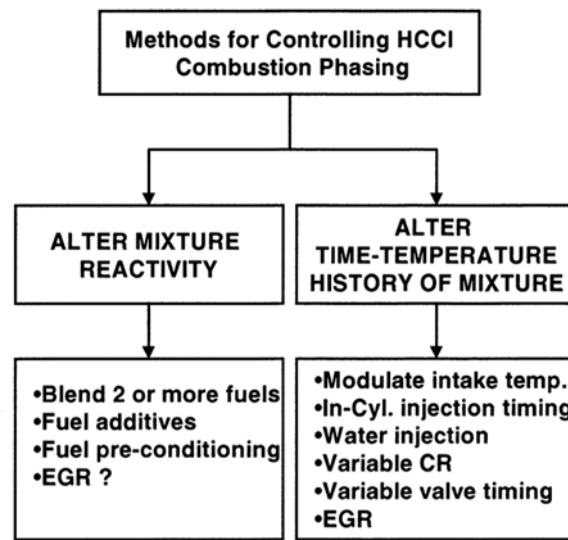 Methods for Controlling HCCI
Combustion Phasing
ALTER MIXTURE
REACTIVITY
ALTER
TIME-TEMPERATURE
HISTORY OF MIXTURE
•Blend 2 or more fuels
•Fuel additives
•Fuel pre-conditioning
•EGR ?
•Modulate intake temp.
•In-Cyl. injection timing
•Water injection
•Variable CR
•Variable valve timing
•EGR